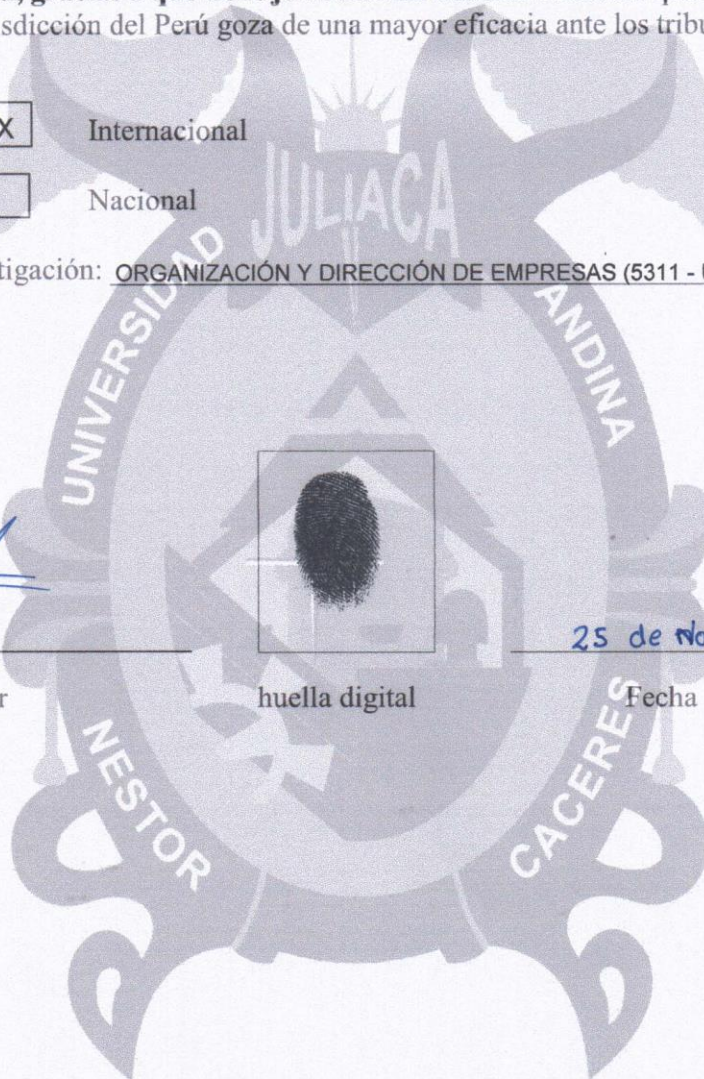 sdicción del Perú goza de una mayor eficacia ante los tribu
X Internacional
Nacional
tigación: ORGANIZACIÓN Y DIRECCIÓN DE EMPRESAS (5311 - U
UNIVERSIDAD
JULIACA
ANDINA
25 de No
r huella digital Fecha
NESTOR
CACERES